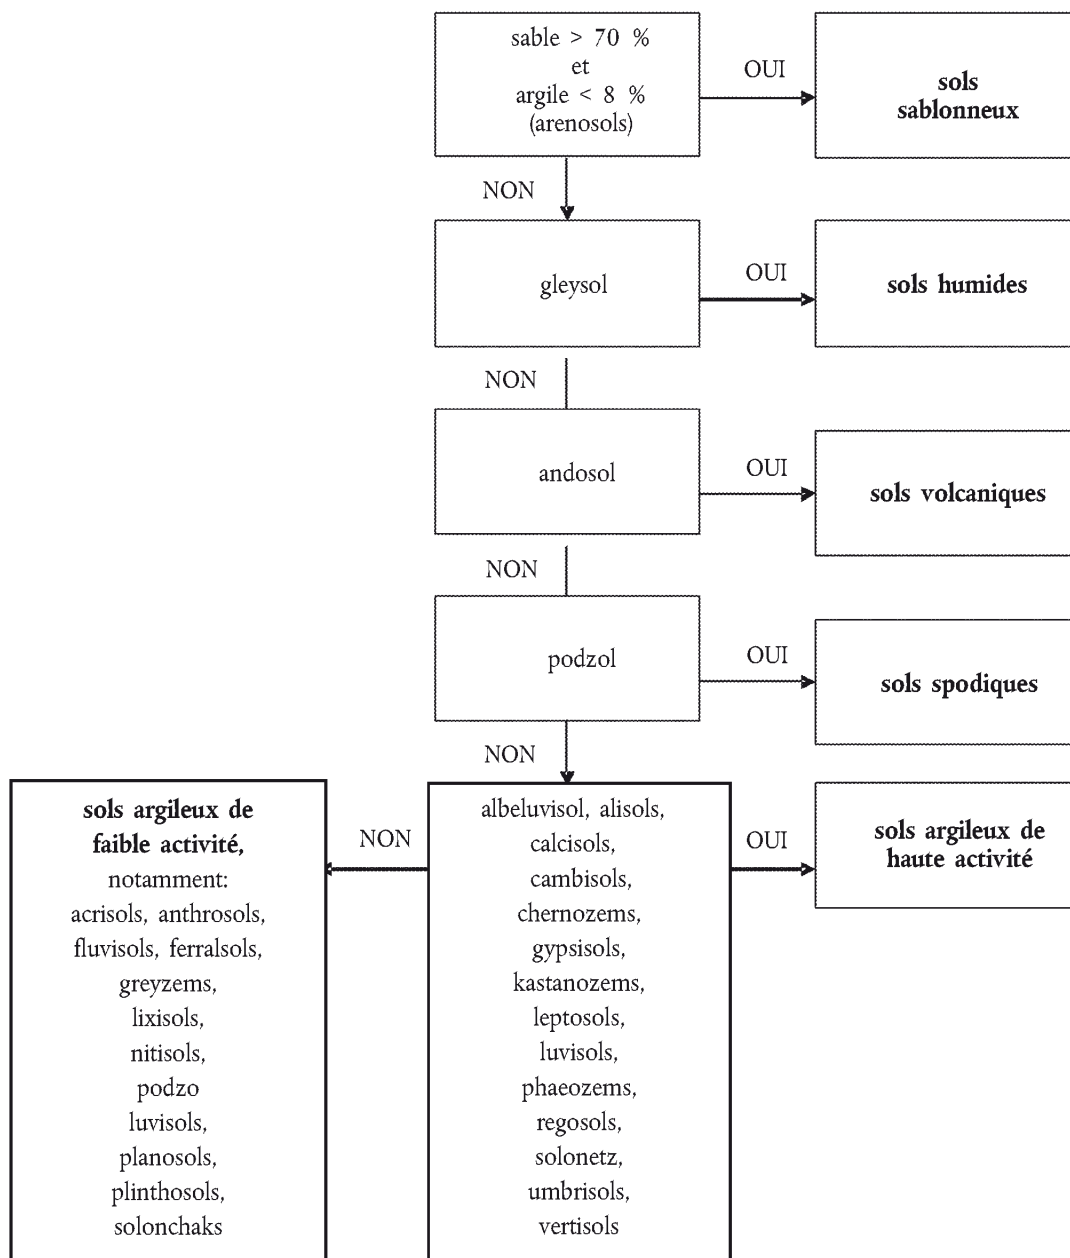 sable > 70 %
et
argile < 8 %
(arenosols)
OUI
sols
sablonneux
NON
gleysol
OUI
sols humides
NON
andosol
OUI
sols volcaniques
NON
podzol
OUI
sols spodiques
NON
sols argileux de
faible activité,
notamment:
acrisols, anthrosols,
fluvisols, ferralsols,
greyzems,
lixisols,
nitisols,
podzo
luvisols,
planosols,
plinthosols,
solonchaks
NON
albeluvisol, alisols,
calcisols,
cambisols,
chernozems,
gypsisols,
kastanozems,
leptosols,
luvisols,
phaeozems,
regosols,
solonetz,
umbrisols,
vertisols
OUI
sols argileux de
haute activité